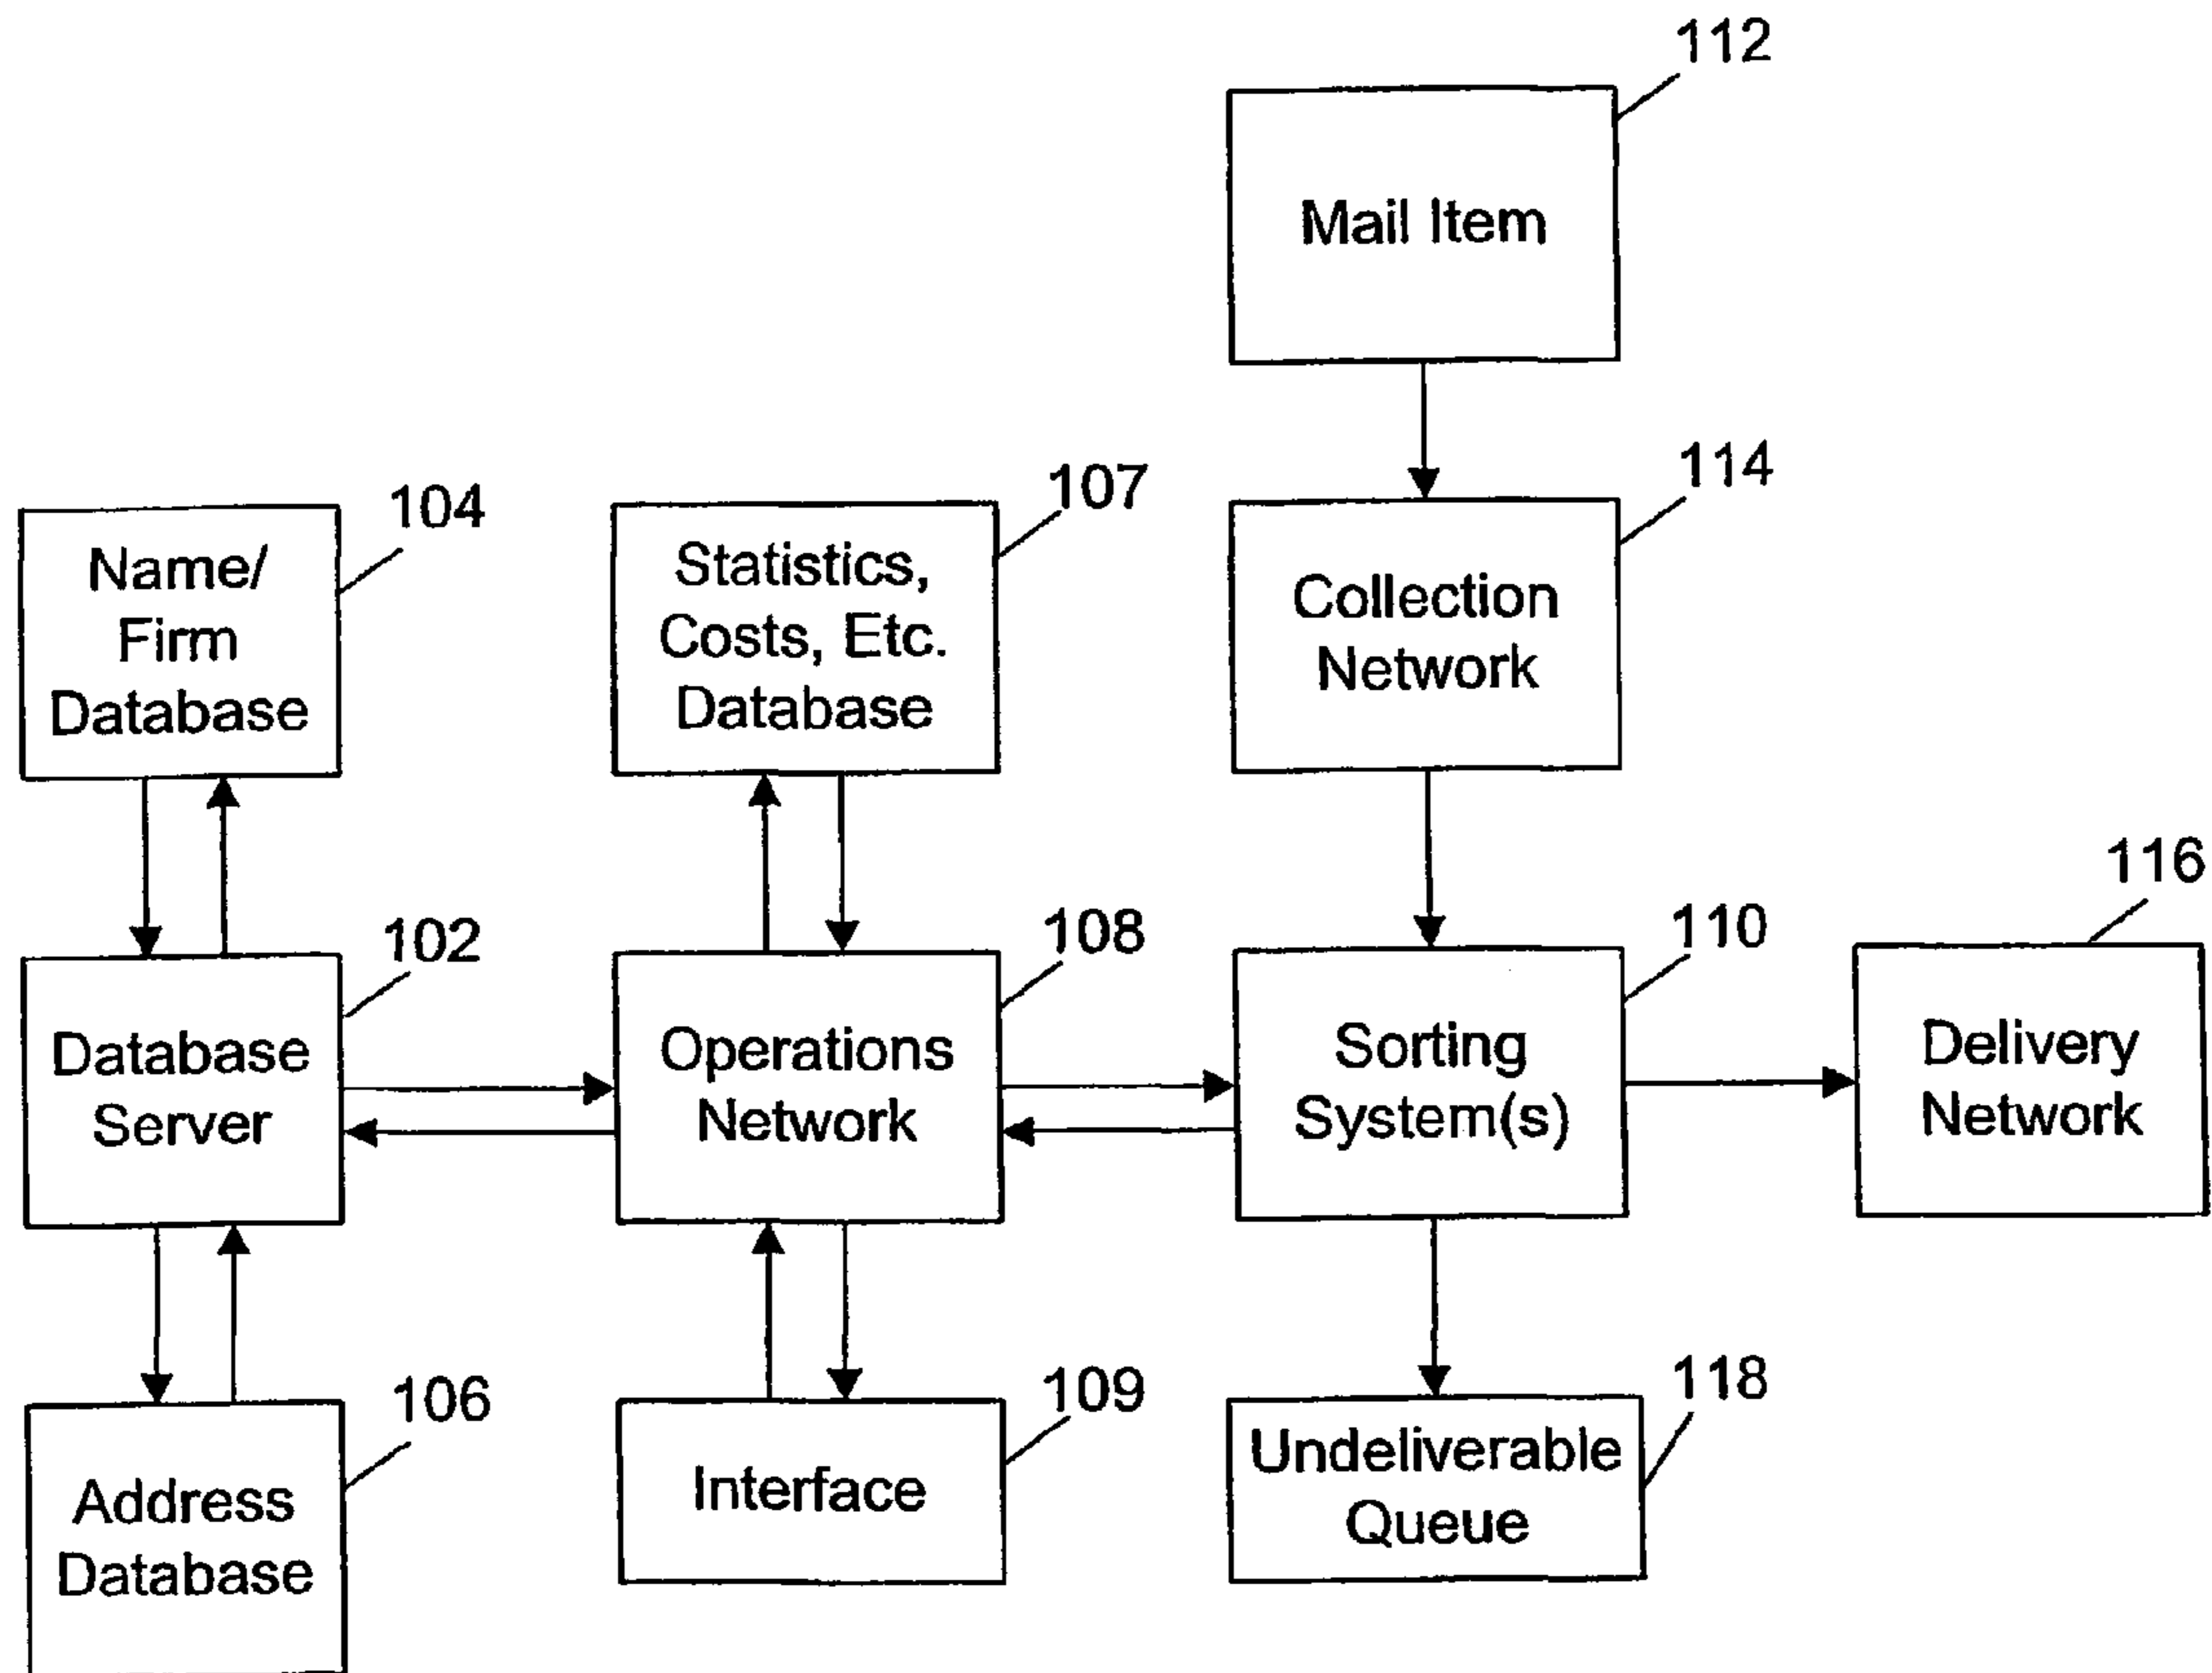 112
Mail Item
114
Collection
Network
107
Statistics,
Costs, Etc.
Database
104
Name/
Firm
Database
102
Database
Server
108
Operations
Network
110
Sorting
System(s)
116
Delivery
Network
106
Address
Database
109
Interface
118
Undeliverable
Queue